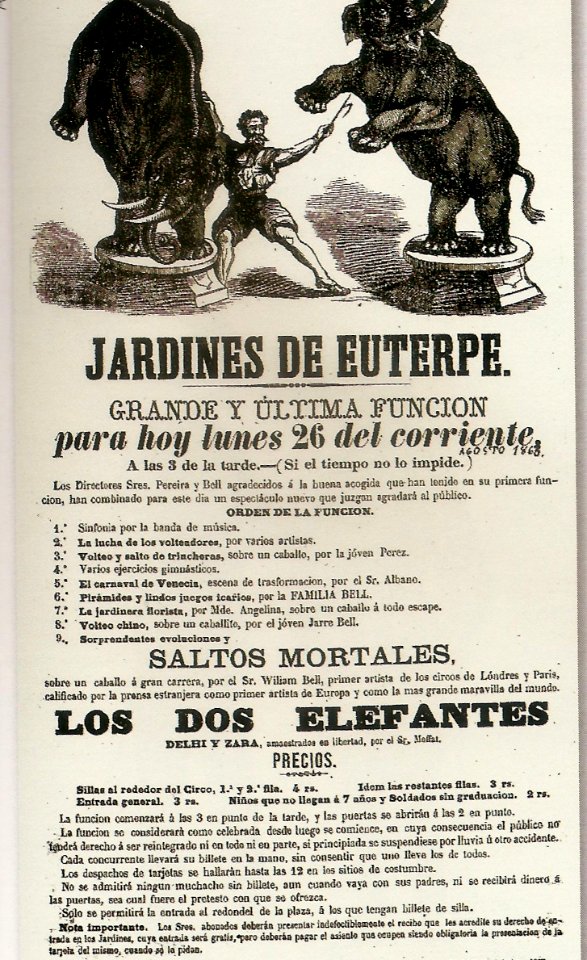 JARDINES DE EUTERPE.
GRANDE Y ÚLTIMA FUNCION
para hoy lunes 26 del corriente,
AGOSTO 1868.
A las 3 de la tarde.—(Si el tiempo no lo impide.)
Los Directores Sres. Pereira y Bell agradecidos á la buena acogida que han tenido en su primera fun-
cion, han combinado para este dia un espectáculo nuevo que juzgan agradará al público.
ORDEN DE LA FUNCION.
1.ª Sinfonia por la banda de música.
2.ª La lucha de los volteadores, por varios artistas.
3.ª Volteo y salto de trincheras, sobre un caballo, por la jóven Perez.
4.ª Varios ejercicios gimnásticos.
5.ª El carnaval de Venecia, escena de trasformacion, por el Sr. Albano.
6.ª Pirámides y lindos juegos icarios, por la FAMILIA BELL.
7.ª La jardinera florista, por Mde. Angelina, sobre un caballo á todo escape.
8.ª Volteo chino, sobre un caballito, por el jóven Jarre Bell.
9., Sorprendentes evoluciones y
SALTOS MORTALES,
sobre un caballo á gran carrera, por el Sr. Wiliam Bell, primer artista de los circos de Lóndres y Paris,
calificado por la prensa estranjera como primer artista de Europa y como la mas grande maravilla del mundo.
LOS DOS ELEFANTES
DELHI Y ZARA, amaestrados en libertad, por el Sr. Moffat.
PRECIOS.
Sillas al rededor del Circo, 1.ª y 2.ª fila. 4 rs. Idem las restantes filas. 3 rs.
Entrada general. 3 rs. Niños que no llegan á 7 años y Soldados sin graduacion. 2 rs.
La funcion comenzará á las 3 en punto de la tarde, y las puertas se abrirán á las 2 en punto.
La funcion se considerará como celebrada desde luego se comience, en cuya consecuencia el público no
tendrá derecho á ser reintegrado ni en todo ni en parte, si principiada se suspendiese por lluvia ú otro accidente.
Cada concurrente llevará su billete en la mano, sin consentir que uno lleve los de todos.
Los despachos de tarjetas se hallarán hasta las 12 en los sitios de costumbre.
No se admitirá ningun muchacho sin billete, aun cuando vaya con sus padres, ni se recibirá dinero á
las puertas, sea cual fuere el protesto con que se ofrezca.
Sólo se permitirá la entrada al redondel de la plaza, á los que tengan billete de silla.
Nota importante. Los Sres. abonados deberán presentar indefectiblemente el recibo que les acredite su derecho de en-
trada en los Jardines, cuya entrada será gratis, pero deberán pagar el asiento que ocupen siendo obligatoria la presentacion de la
tarjeta del mismo, cuando se la pidan.